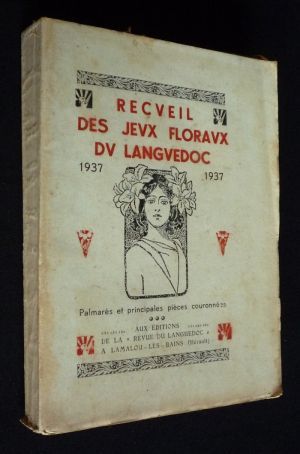 RECVEIL
DES JEVX FLORAVX
DV LANGVEDOC
1937 1937
Palmarès et principales pièces couronnées
AUX EDITIONS
DE LA « REVUE DU LANGUEDOC »
A LAMALOU-LES-BAINS (Hérault)